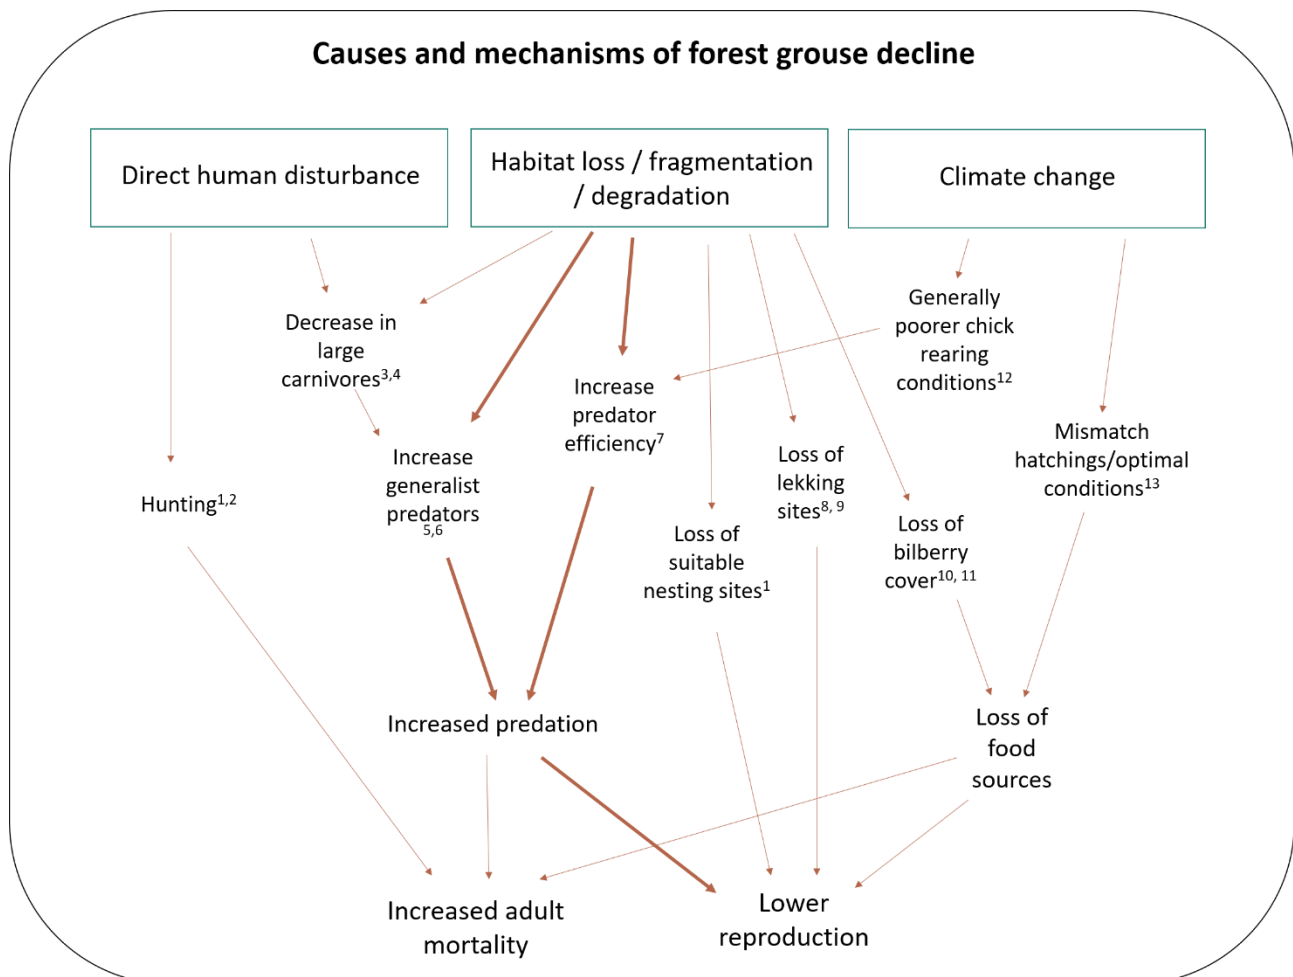 Causes and mechanisms of forest grouse decline
Direct human disturbance
Habitat loss / fragmentation
/ degradation
Climate change
Decrease in
large
carnivores3,4
Generally
poorer chick
rearing
conditions12
Increase
predator
efficiency7
Mismatch
hatchings/optimal
conditions13
Hunting1,2
Increase
generalist
predators
5,6
Loss of
lekking
sites8, 9
Loss of
suitable
nesting sites1
Loss of
bilberry
cover10, 11
Increased predation
Loss of
food
sources
Increased adult
mortality
Lower
reproduction